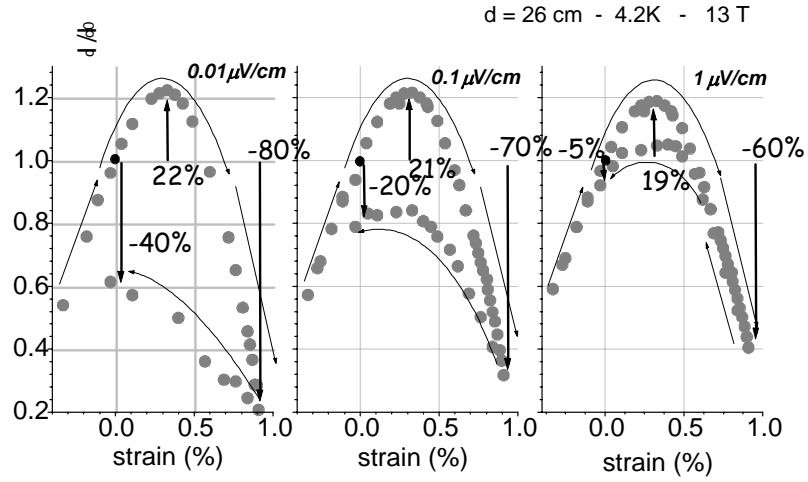 d = 26 cm - 4.2K - 13 T
0.01μV/cm
0.1μV/cm
1μV/cm
1.2
1.0
0.8
0.6
0.4
0.2
22%
-40%
-80%
21%
-20%
-70%
-5%
19%
-60%
0.0 0.5 1.0
0.0 0.5 1.0
0.0 0.5 1.0
strain (%)
strain (%)
strain (%)